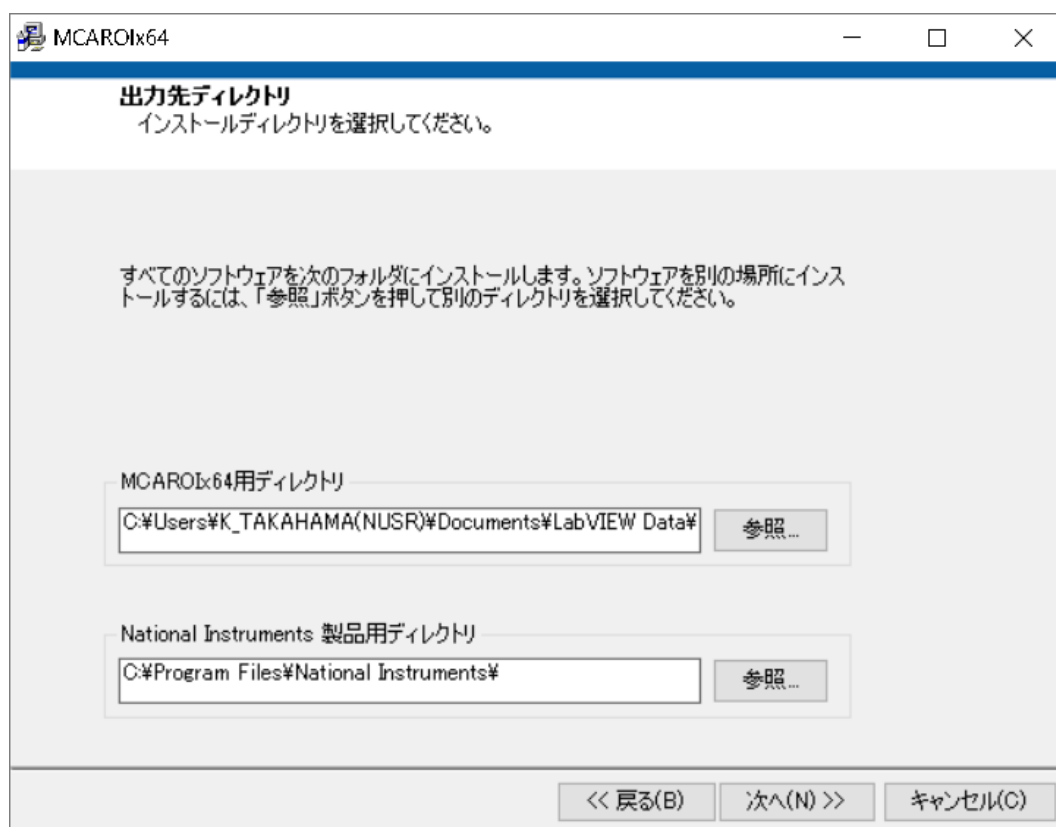 MCAROIx64
出力先ディレクトリ
インストールディレクトリを選択してください。
すべてのソフトウェアを次のフォルダにインストールします。ソフトウェアを別の場所にインス
トールするには、「参照」ボタンを押して別のディレクトリを選択してください。
MCAROIx64用ディレクトリ
C:¥Users¥K_TAKAHAMA(NUSR)¥Documents¥LabVIEW Data¥
参照...
National Instruments 製品用ディレクトリ
C:¥Program Files¥National Instruments¥
参照...
<< 戻る(B)
次へ(N) >>
キャンセル(C)